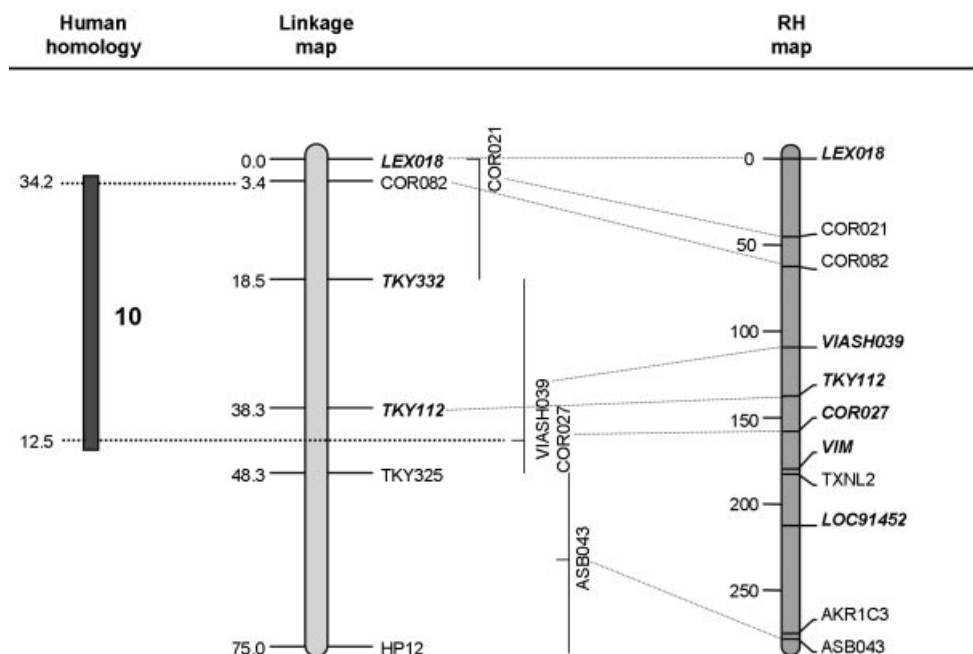 Human homology
Linkage map
RH map
34.2
12.5
10
0.0 LEX018
3.4 COR082
18.5 TKY332
38.3 TKY112
48.3 TKY325
75.0 HP12
COR021
VIASH039
COR027
ASB043
0 LEX018
COR021
50
COR082
100
VIASH039
TKY112
150 COR027
VIM
TXNL2
200
LOC91452
250
AKR1C3
ASB043